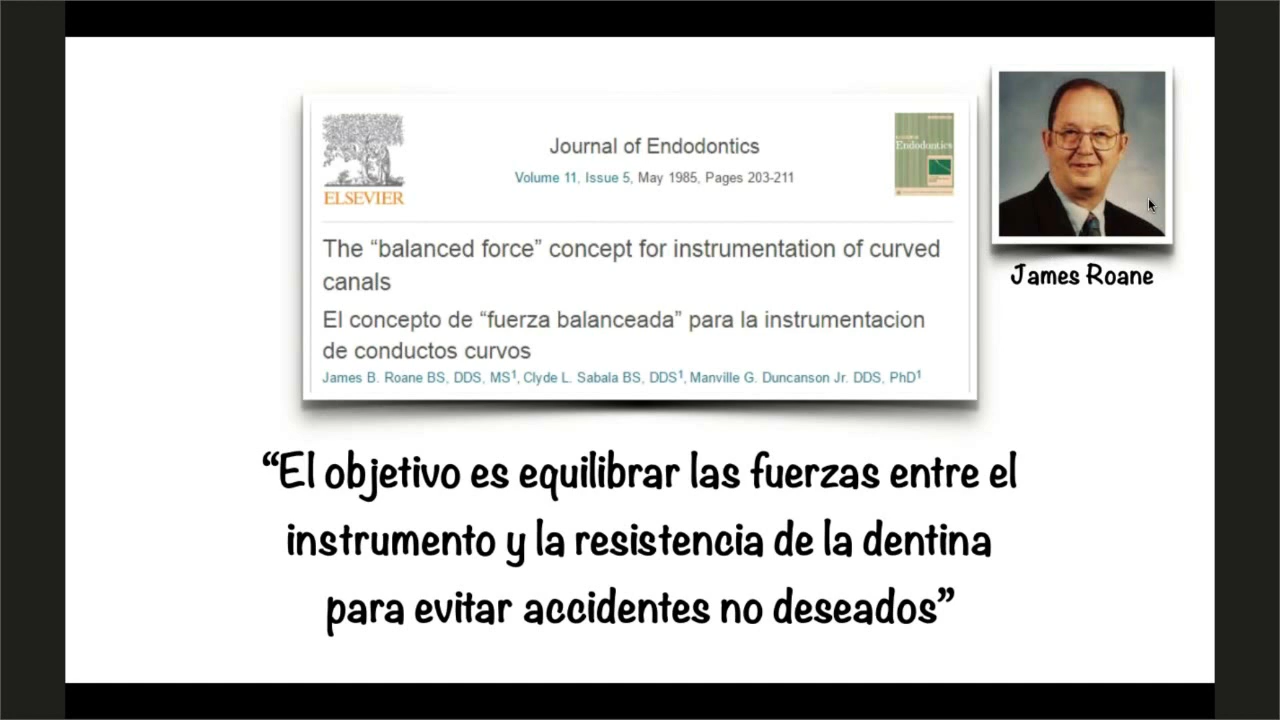 ELSEVIER
Journal of Endodontics
Volume 11, Issue 5, May 1985, Pages 203-211
Endodontics
The “balanced force” concept for instrumentation of curved
canals
El concepto de “fuerza balanceada” para la instrumentacion
de conductos curvos
James B. Roane BS, DDS, MS¹, Clyde L. Sabala BS, DDS¹, Manville G. Duncanson Jr. DDS, PhD¹
James Roane
“El objetivo es equilibrar las fuerzas entre el
instrumento y la resistencia de la dentina
para evitar accidentes no deseados”